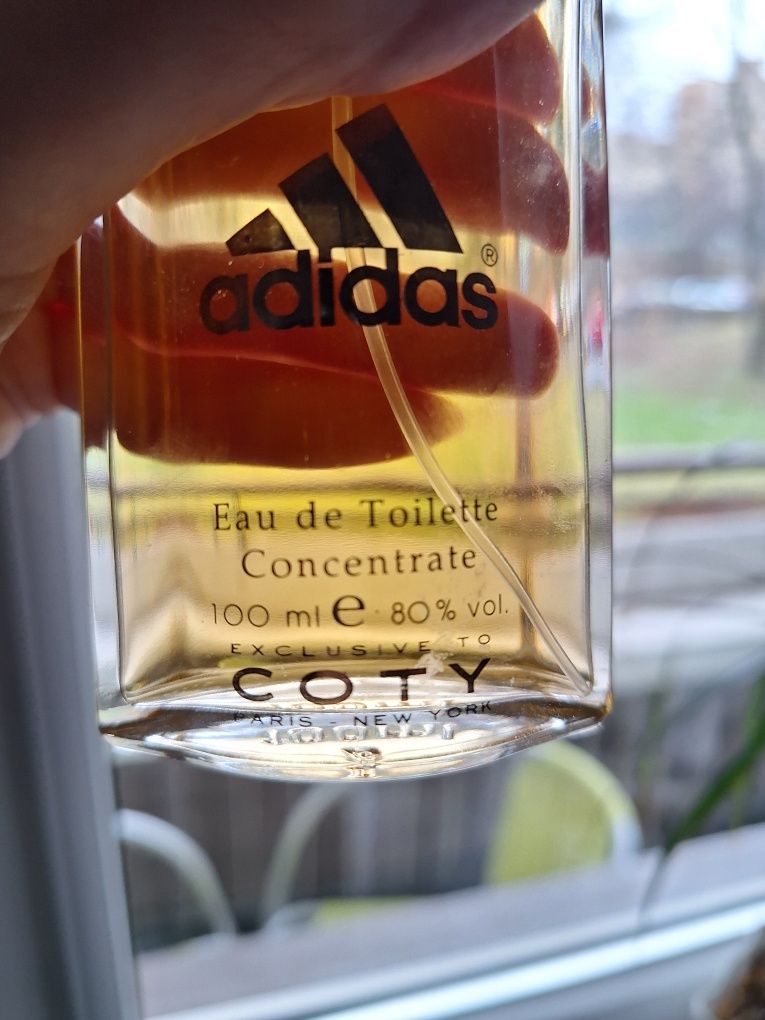 adidas®
Eau de Toilette
Concentrate
100 ml e 80% vol.
EXCLUSIVE TO
COTY
PARIS - NEW YORK